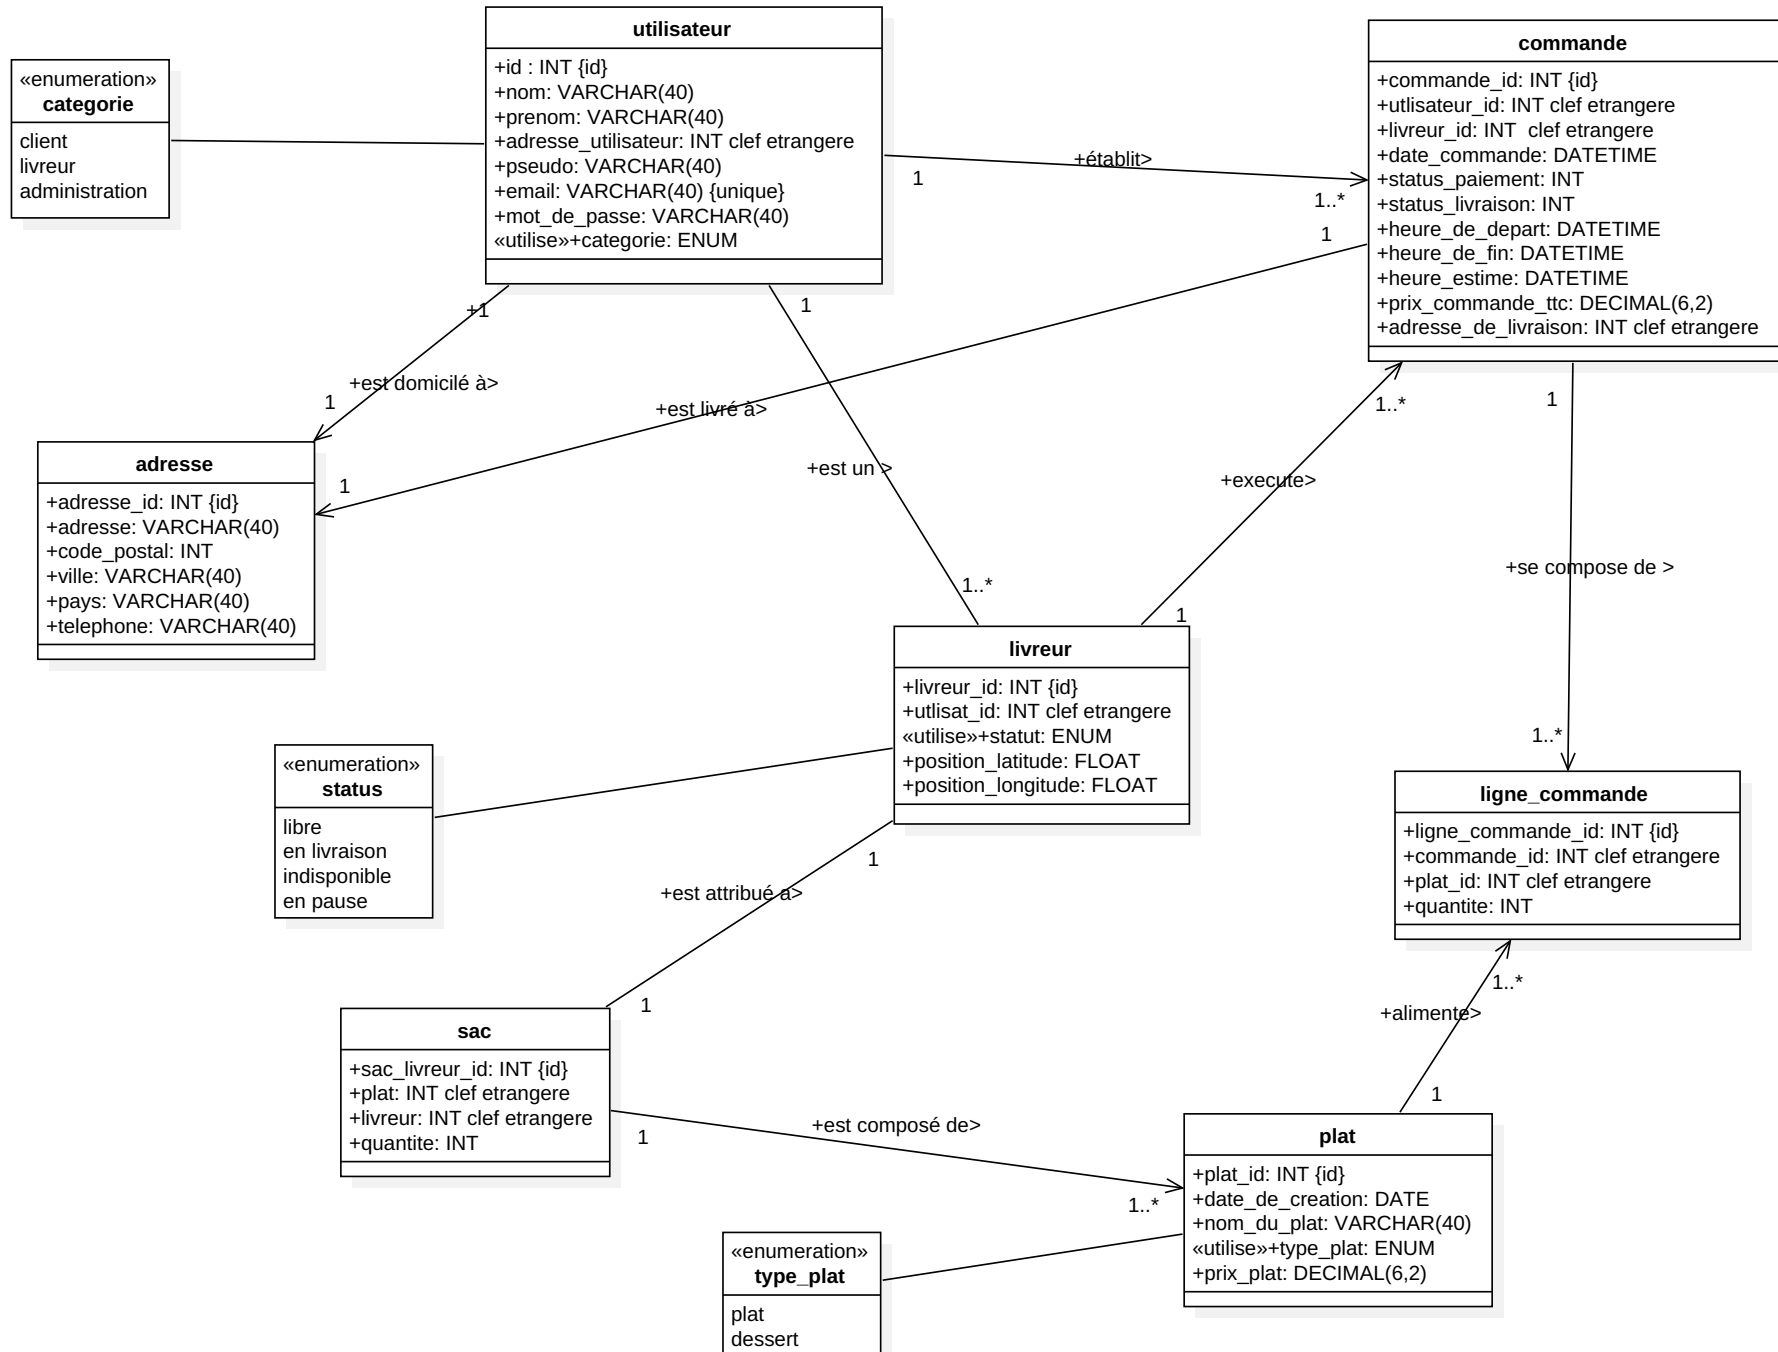 utilisateur
+id : INT {id}
+nom: VARCHAR(40)
+prenom: VARCHAR(40)
+adresse_utilisateur: INT clef etrangere
+pseudo: VARCHAR(40)
+email: VARCHAR(40) {unique}
+mot_de_passe: VARCHAR(40)
«utilise»+categorie: ENUM
«enumeration»
categorie
client
livreur
administration
commande
+commande_id: INT {id}
+utlisateur_id: INT clef etrangere
+livreur_id: INT  clef etrangere
+date_commande: DATETIME
+status_paiement: INT
+status_livraison: INT
+heure_de_depart: DATETIME
+heure_de_fin: DATETIME
+heure_estime: DATETIME
+prix_commande_ttc: DECIMAL(6,2)
+adresse_de_livraison: INT clef etrangere
+établit>
1
1..*
1
+1
1
+est domicilé à>
1
+est livré à>
1
1..*
1
+est un >
+execute>
+se compose de >
adresse
+adresse_id: INT {id}
+adresse: VARCHAR(40)
+code_postal: INT
+ville: VARCHAR(40)
+pays: VARCHAR(40)
+telephone: VARCHAR(40)
1
1..*
1
livreur
+livreur_id: INT {id}
+utlisat_id: INT clef etrangere
«utilise»+statut: ENUM
+position_latitude: FLOAT
+position_longitude: FLOAT
«enumeration»
status
libre
en livraison
indisponible
en pause
1..*
ligne_commande
+ligne_commande_id: INT {id}
+commande_id: INT clef etrangere
+plat_id: INT clef etrangere
+quantite: INT
1
+est attribué a>
1
1..*
+alimente>
1
sac
+sac_livreur_id: INT {id}
+plat: INT clef etrangere
+livreur: INT clef etrangere
+quantite: INT
+est composé de>
1
1..*
plat
+plat_id: INT {id}
+date_de_creation: DATE
+nom_du_plat: VARCHAR(40)
«utilise»+type_plat: ENUM
+prix_plat: DECIMAL(6,2)
«enumeration»
type_plat
plat
dessert